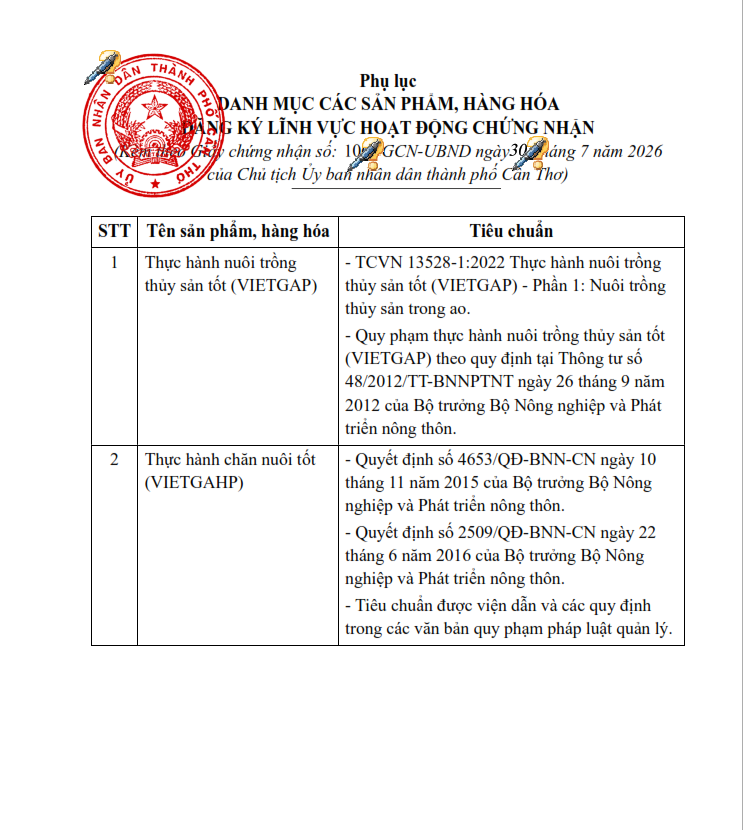 Phụ lục
DANH MỤC CÁC SẢN PHẨM, HÀNG HÓA
ĐĂNG KÝ LĨNH VỰC HOẠT ĐỘNG CHỨNG NHẬN
(Kèm theo Giấy chứng nhận số: GCN-UBND ngày 30 tháng 7 năm 2026
của Chủ tịch Ủy ban nhân dân thành phố Cần Thơ)
ỦY BAN NHÂN DÂN THÀNH PHỐ CẦN THƠ
STT Tên sản phẩm, hàng hóa Tiêu chuẩn
1 Thực hành nuôi trồng - TCVN 13528-1:2022 Thực hành nuôi trồng
thủy sản tốt (VIETGAP) thủy sản tốt (VIETGAP) - Phần 1: Nuôi trồng
thủy sản trong ao.
- Quy phạm thực hành nuôi trồng thủy sản tốt
(VIETGAP) theo quy định tại Thông tư số
48/2012/TT-BNNPTNT ngày 26 tháng 9 năm
2012 của Bộ trưởng Bộ Nông nghiệp và Phát
triển nông thôn.
2 Thực hành chăn nuôi tốt - Quyết định số 4653/QĐ-BNN-CN ngày 10
(VIETGAHP) tháng 11 năm 2015 của Bộ trưởng Bộ Nông
nghiệp và Phát triển nông thôn.
- Quyết định số 2509/QĐ-BNN-CN ngày 22
tháng 6 năm 2016 của Bộ trưởng Bộ Nông
nghiệp và Phát triển nông thôn.
- Tiêu chuẩn được viện dẫn và các quy định
trong các văn bản quy phạm pháp luật quản lý.